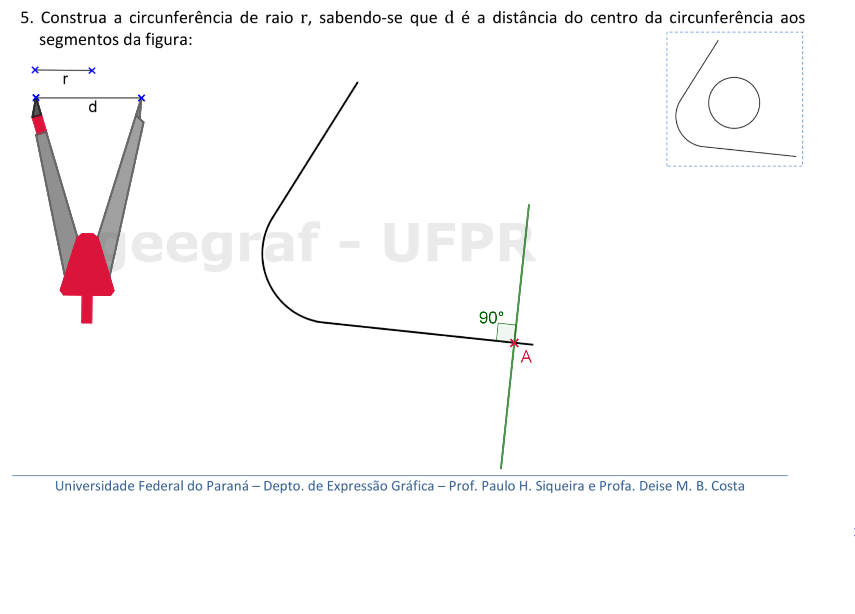 5. Construa a circunferência de raio r, sabendo-se que d é a distância do centro da circunferência aos
segmentos da figura:
r
d
geegraf - UFPR
90°
A
Universidade Federal do Paraná – Depto. de Expressão Gráfica – Prof. Paulo H. Siqueira e Profa. Deise M. B. Costa